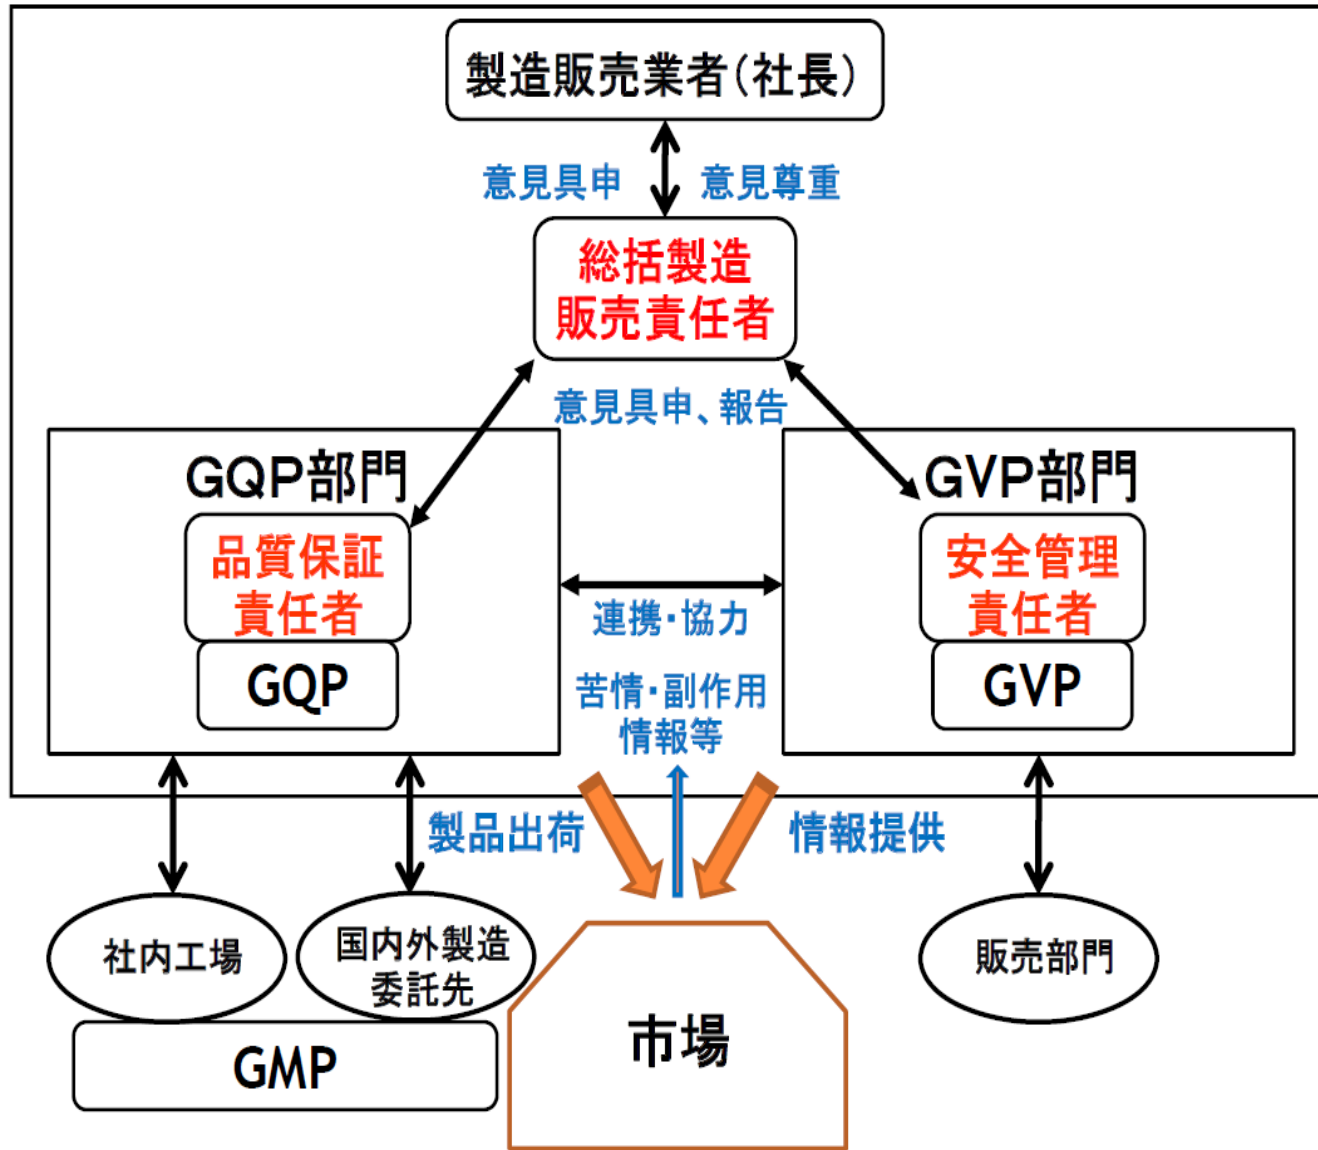 製造販売業者(社長)
意見具申
意見尊重
総括製造
販売責任者
意見具申、報告
GQP部門
品質保証
責任者
GQP
GVP部門
安全管理
責任者
GVP
連携・協力
苦情・副作用
情報等
製品出荷
情報提供
社内工場
国内外製造
委託先
GMP
市場
販売部門